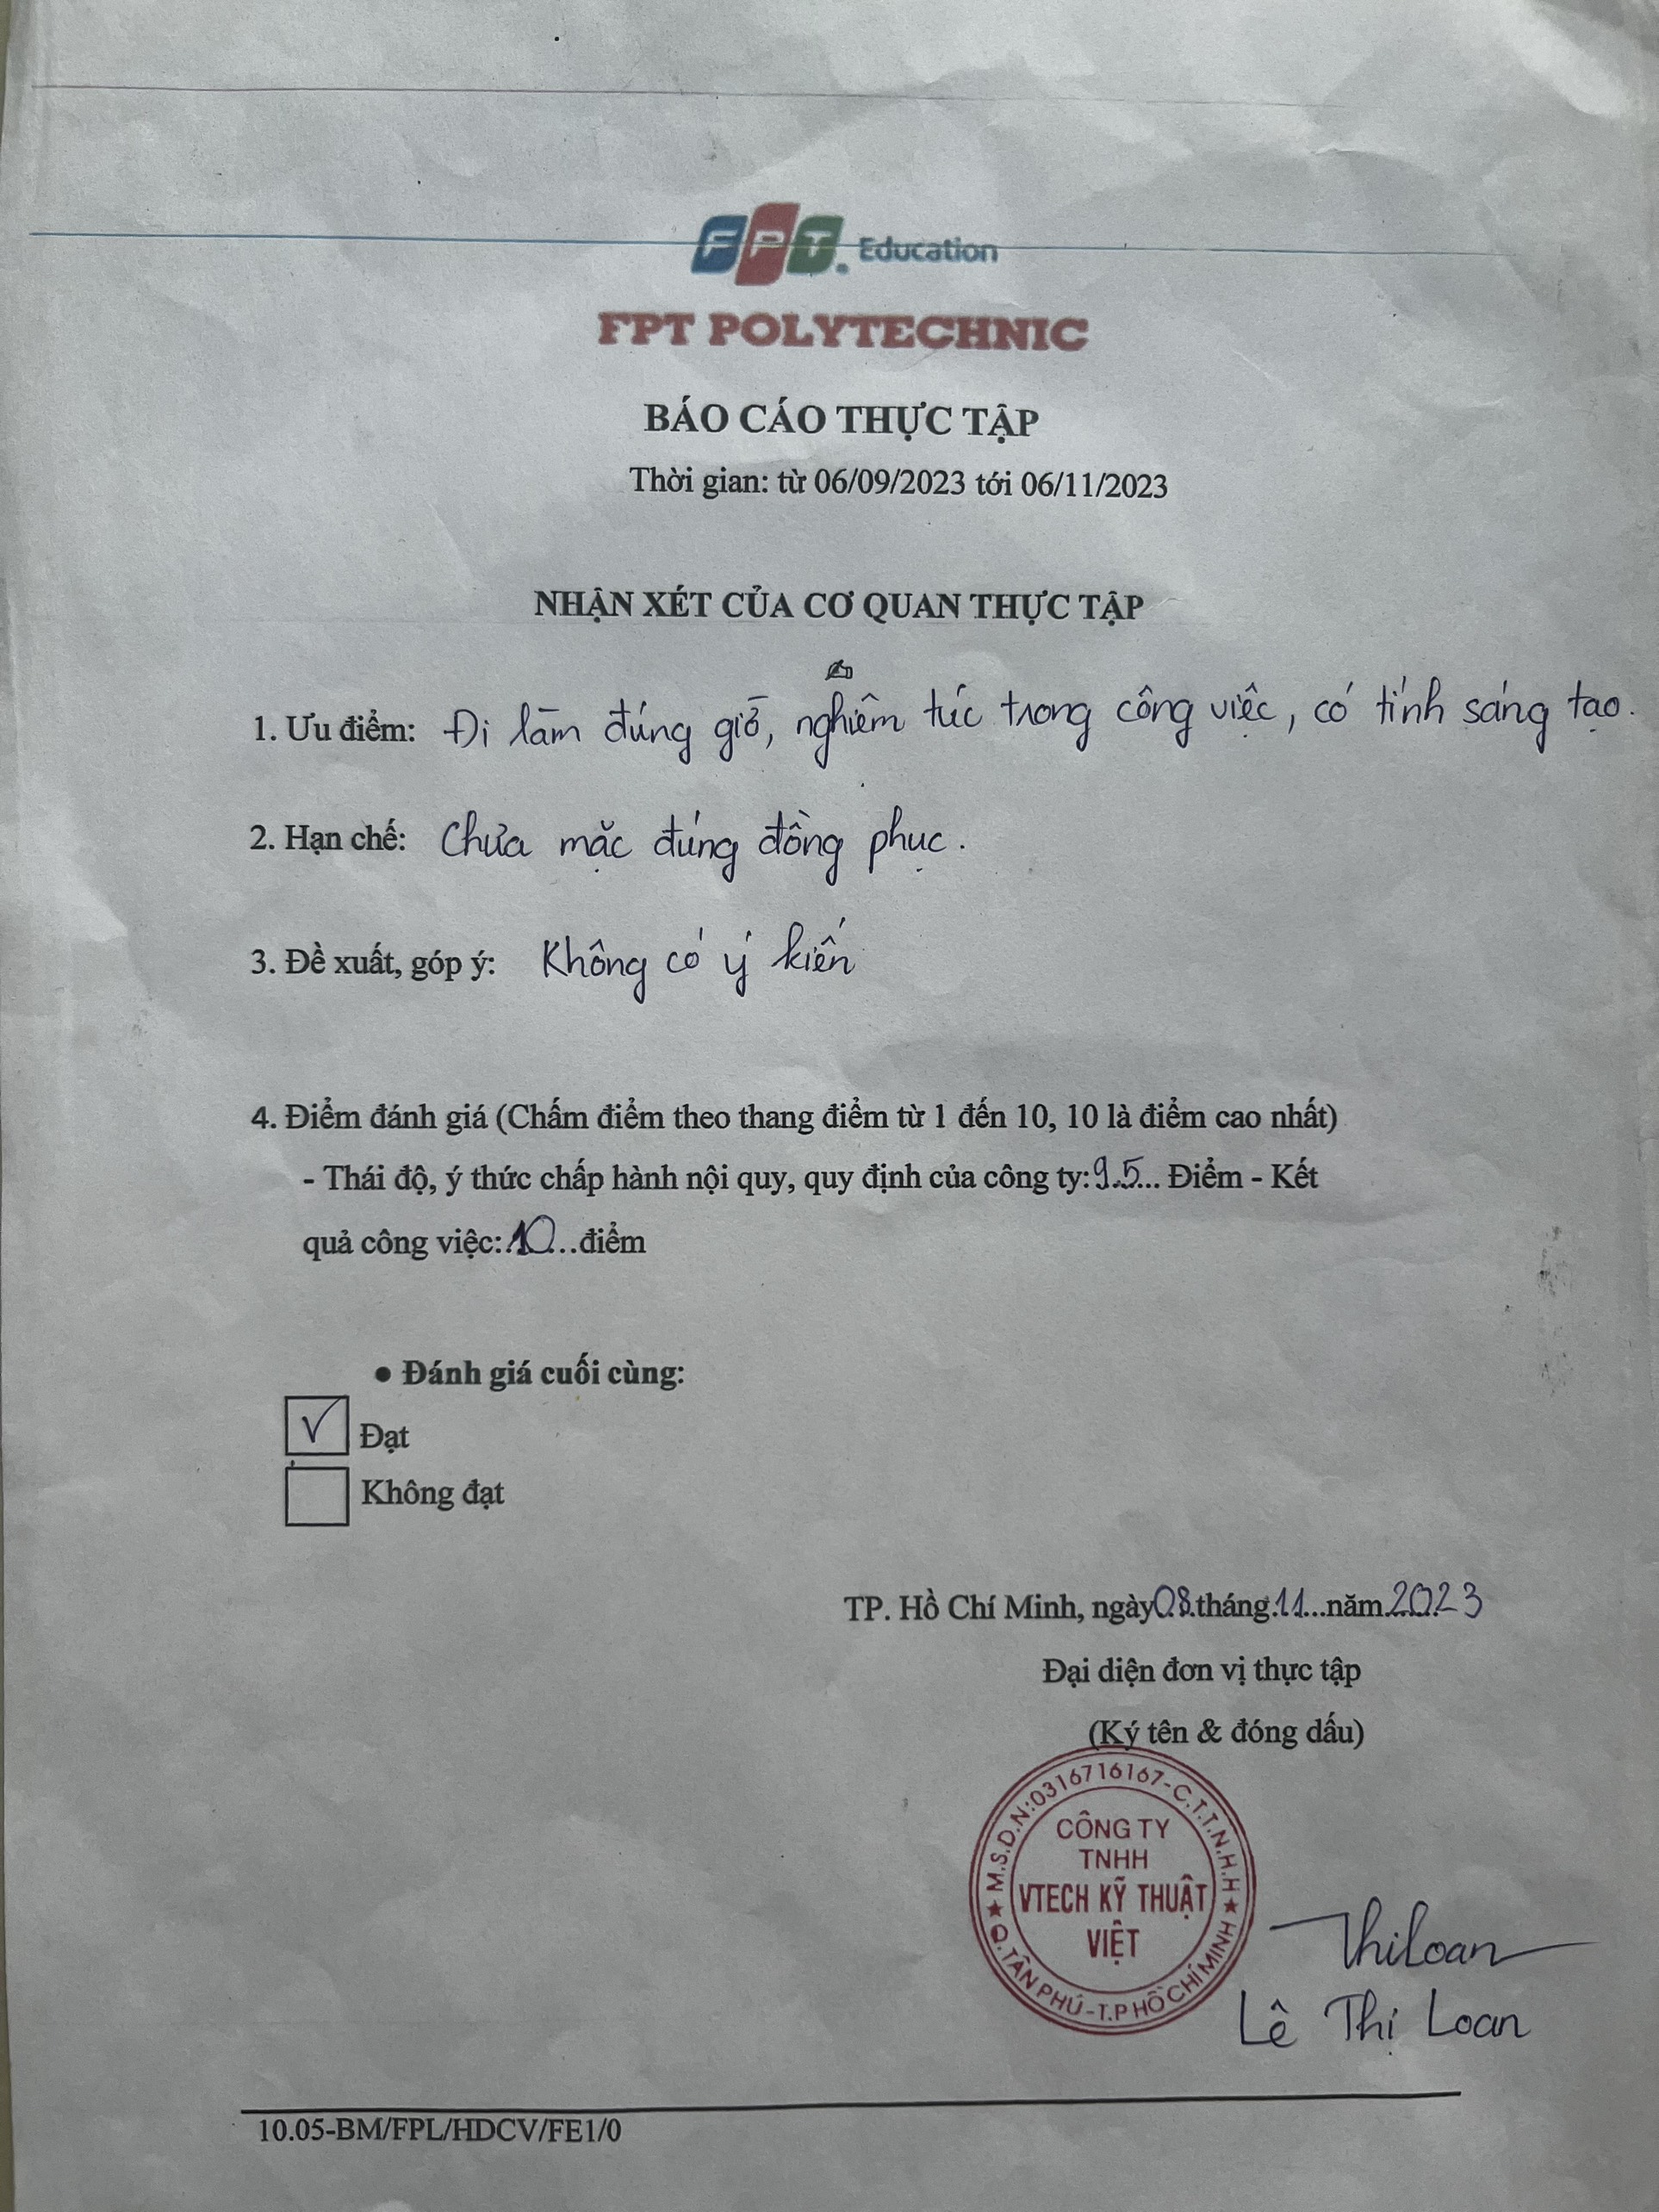 FPT. Education
FPT POLYTECHNIC
BÁO CÁO THỰC TẬP
Thời gian: từ 06/09/2023 tới 06/11/2023
NHẬN XÉT CỦA CƠ QUAN THỰC TẬP
✍
1. Ưu điểm: Đi làm đúng giờ, nghiêm túc trong công việc, có tính sáng tạo.
2. Hạn chế: Chưa mặc đúng đồng phục.
3. Đề xuất, góp ý: Không có ý kiến
4. Điểm đánh giá (Chấm điểm theo thang điểm từ 1 đến 10, 10 là điểm cao nhất)
- Thái độ, ý thức chấp hành nội quy, quy định của công ty: 9.5... Điểm - Kết
quả công việc: 10...điểm
● Đánh giá cuối cùng:
√ Đạt
Không đạt
TP. Hồ Chí Minh, ngày 08 tháng 11 năm 2023
Đại diện đơn vị thực tập
(Ký tên & đóng dấu)
M.S.D.N:0316716167-C.T.T.N.H.H
CÔNG TY
TNHH
VTECH KỸ THUẬT
VIỆT
★ Q.TÂN PHÚ-T.P HỒ CHÍ MINH ★
ThiLoan
Lê Thị Loan
10.05-BM/FPL/HDCV/FE1/0